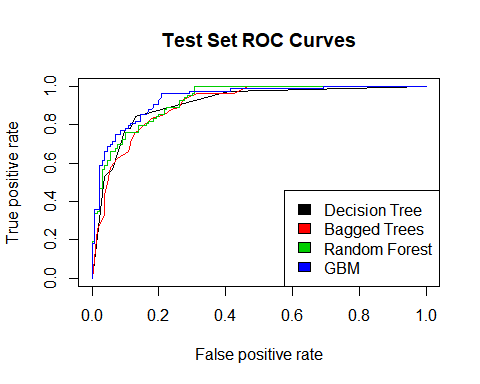 Test Set ROC Curves
True positive rate
1.0
0.8
0.6
0.4
0.2
0.0
Decision Tree
Bagged Trees
Random Forest
GBM
0.0 0.2 0.4 0.6 0.8 1.0
False positive rate